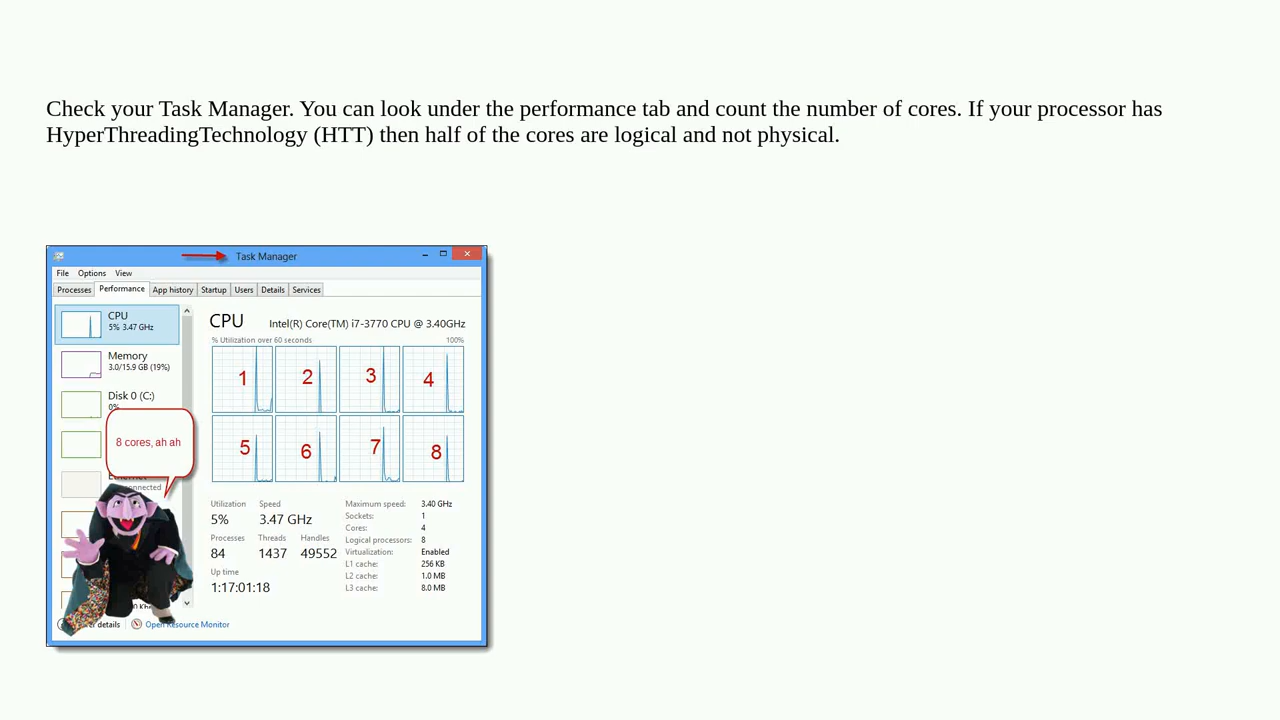 Check your Task Manager. You can look under the performance tab and count the number of cores. If your processor has
HyperThreadingTechnology (HTT) then half of the cores are logical and not physical.
Task Manager
File Options View
Processes Performance App history Startup Users Details Services
CPU
5% 3.47 GHz
Memory
3.0/15.9 GB (19%)
Disk 0 (C:)
0%
8 cores, ah ah
CPU Intel(R) Core(TM) i7-3770 CPU @ 3.40GHz
% Utilization over 60 seconds 100%
1 2 3 4
5 6 7 8
Utilization Speed
5% 3.47 GHz
Processes Threads Handles
84 1437 49552
Up time
1:17:01:18
Maximum speed: 3.40 GHz
Sockets: 1
Cores: 4
Logical processors: 8
Virtualization: Enabled
L1 cache: 256 KB
L2 cache: 1.0 MB
L3 cache: 8.0 MB
details Open Resource Monitor